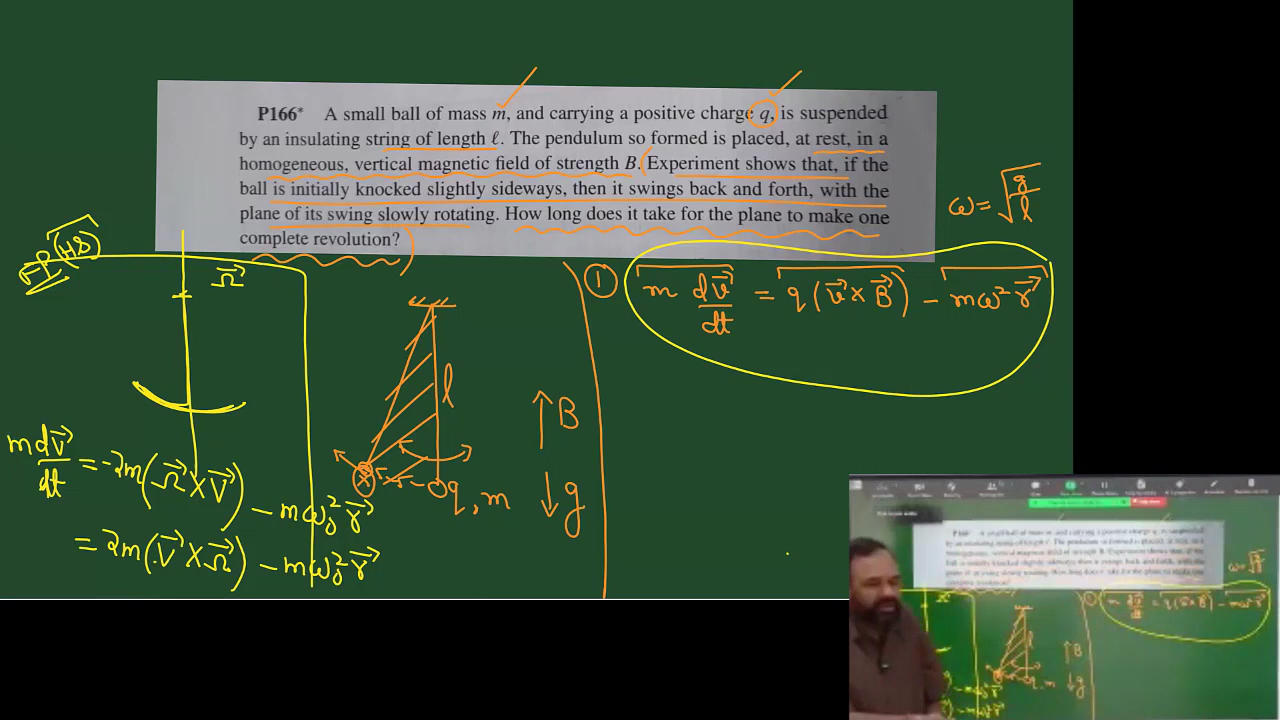 P166* A small ball of mass m, and carrying a positive charge q, is suspended
by an insulating string of length ℓ. The pendulum so formed is placed, at rest, in a
homogeneous, vertical magnetic field of strength B. Experiment shows that, if the
ball is initially knocked slightly sideways, then it swings back and forth, with the
plane of its swing slowly rotating. How long does it take for the plane to make one
complete revolution?
ω = √(g/l)
FP (HS)
Ω⃗
① m dv⃗/dt = q(v⃗ × B⃗) − mω² r⃗
l
↑ B
q, m
↓ g
m dV⃗/dt = −2m(Ω⃗ × V⃗) − mω₀² r⃗
= 2m(V⃗ × Ω⃗) − mω₀² r⃗